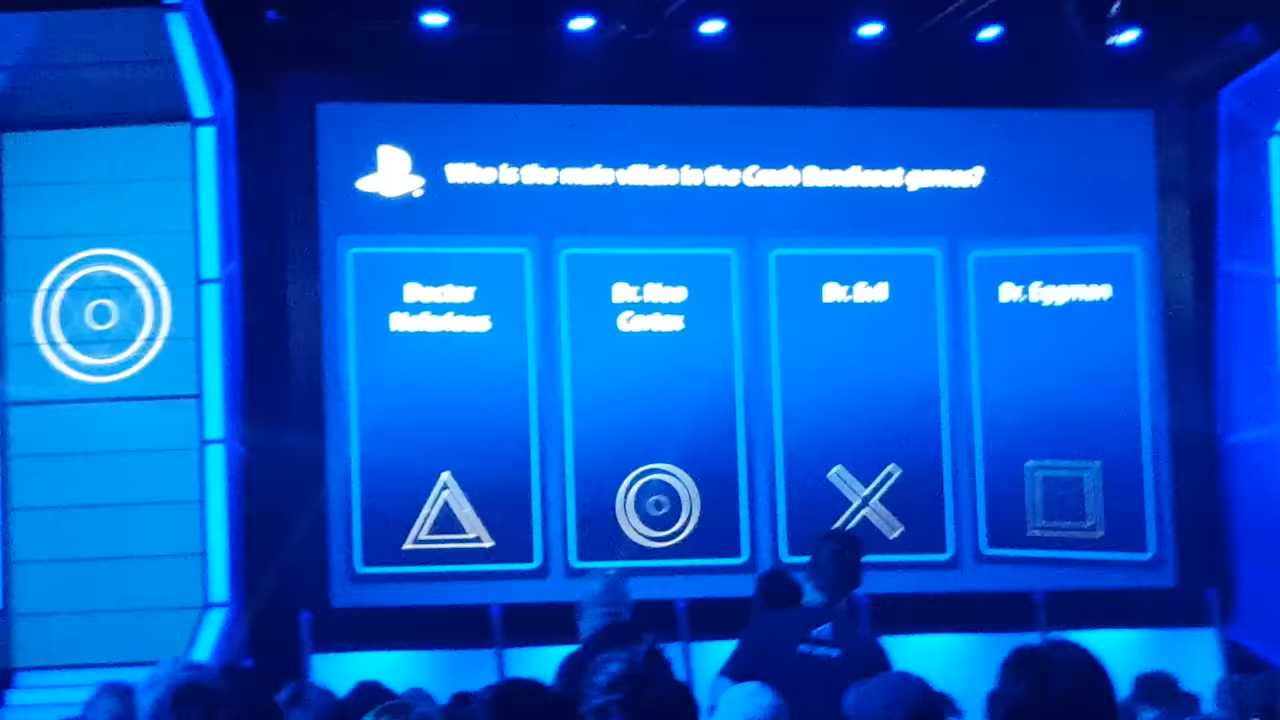 Who is the main villain in the Crash Bandicoot games?
Doctor
Nefarious
Dr. Neo
Cortex
Dr. Evil
Dr. Eggman